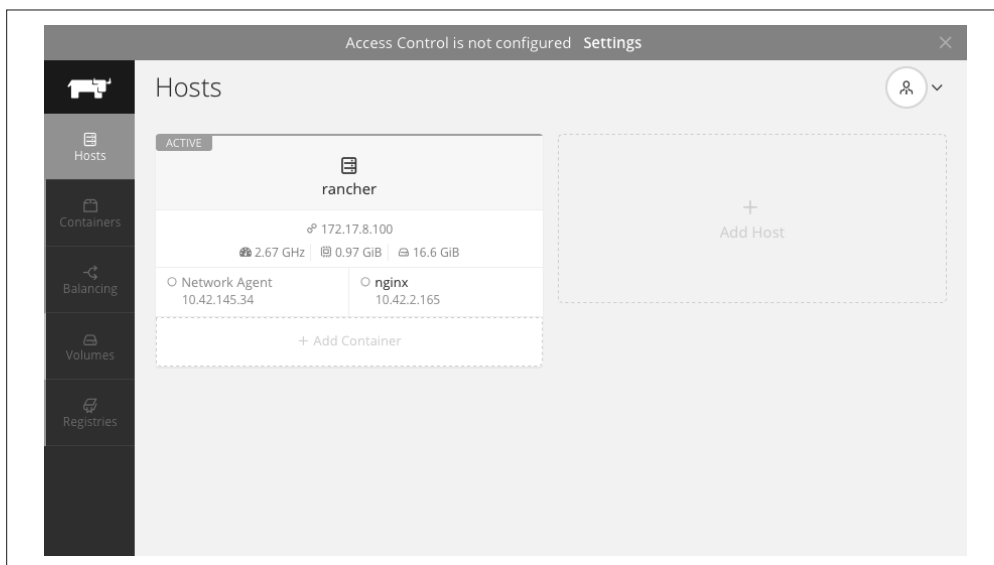 Access Control is not configured Settings
Hosts
Hosts
Containers
Balancing
Volumes
Registries
ACTIVE
rancher
172.17.8.100
2.67 GHz 0.97 GiB 16.6 GiB
Network Agent
10.42.145.34
nginx
10.42.2.165
+ Add Container
+
Add Host